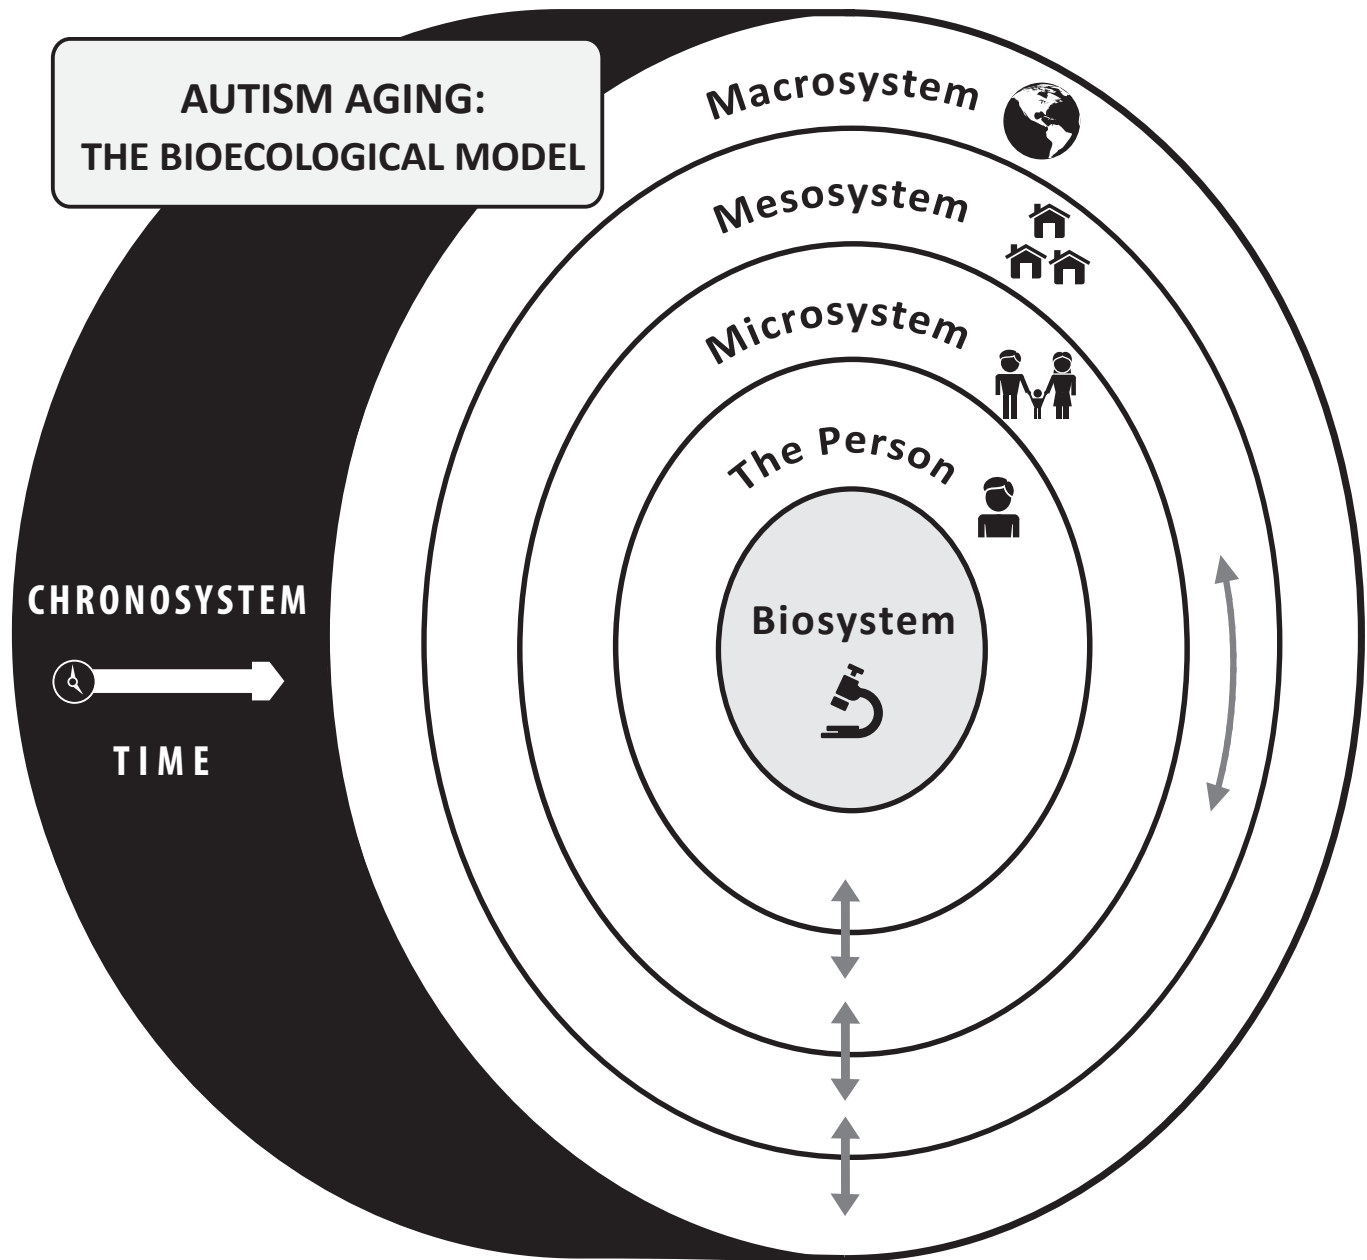 AUTISM AGING:
THE BIOECOLOGICAL MODEL
Macrosystem
Mesosystem
Microsystem
The Person
Biosystem
CHRONOSYSTEM
TIME